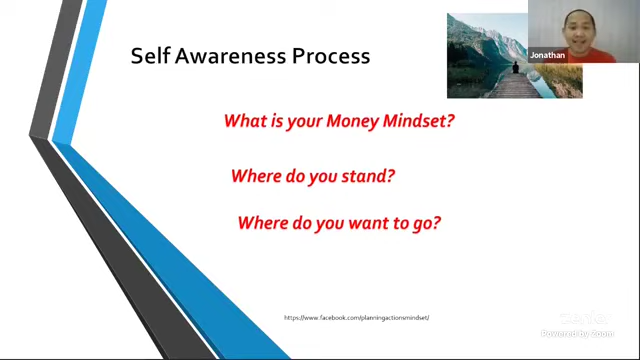 Self Awareness Process
Jonathan
What is your Money Mindset?
Where do you stand?
Where do you want to go?
https://www.facebook.com/planningactionsmindset/
zoom
Powered by Zoom